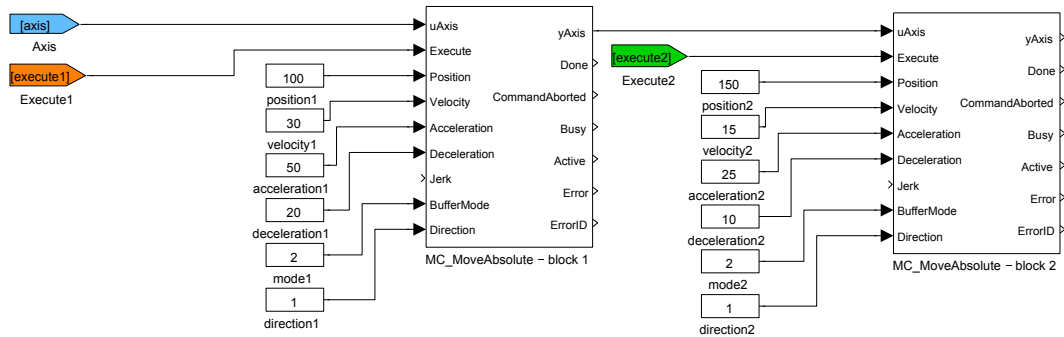 [axis]
Axis
[execute1]
Execute1
100
position1
30
velocity1
50
acceleration1
20
deceleration1
2
mode1
1
direction1
uAxis
Execute
Position
Velocity
Acceleration
Deceleration
Jerk
BufferMode
Direction
yAxis
Done
CommandAborted
Busy
Active
Error
ErrorID
MC_MoveAbsolute − block 1
[execute2]
Execute2
150
position2
15
velocity2
25
acceleration2
10
deceleration2
2
mode2
1
direction2
uAxis
Execute
Position
Velocity
Acceleration
Deceleration
Jerk
BufferMode
Direction
yAxis
Done
CommandAborted
Busy
Active
Error
ErrorID
MC_MoveAbsolute − block 2